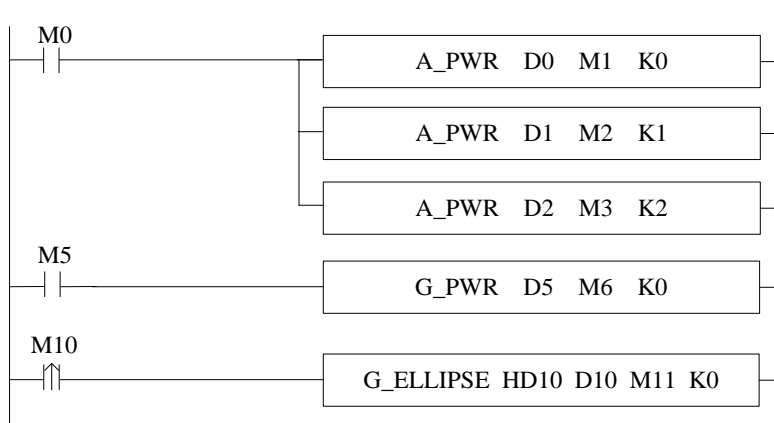 M0
A_PWR D0 M1 K0
A_PWR D1 M2 K1
A_PWR D2 M3 K2
M5
G_PWR D5 M6 K0
M10
G_ELLIPSE HD10 D10 M11 K0